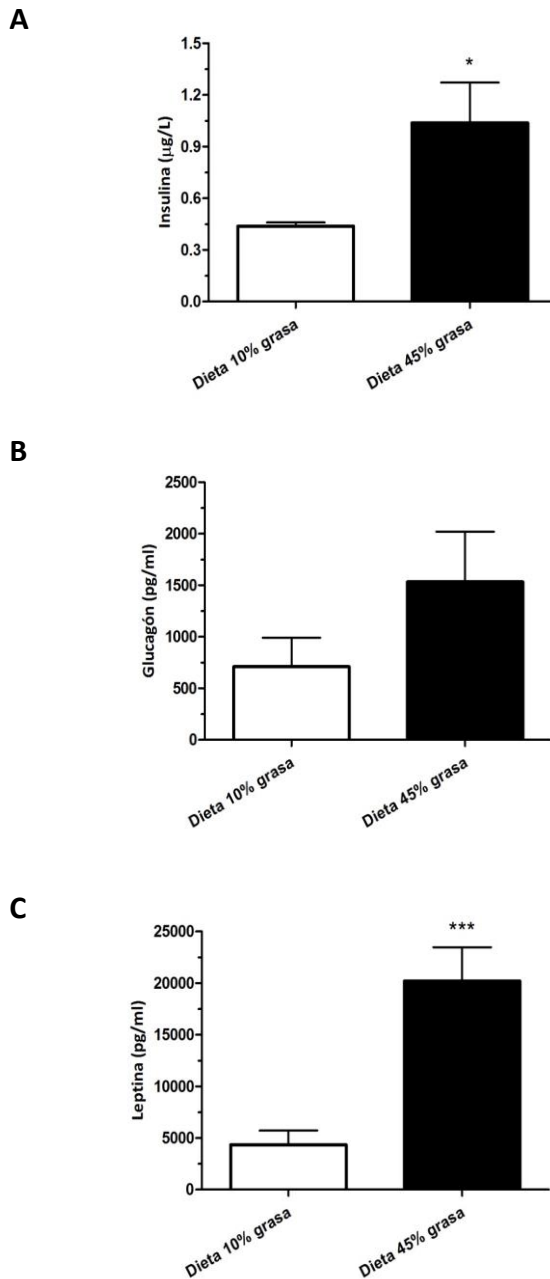 A
Insulina (µg/L)
1.5
1.2
0.9
0.6
0.3
0.0
*
Dieta 10% grasa
Dieta 45% grasa
B
Glucagón (pg/ml)
2500
2000
1500
1000
500
0
Dieta 10% grasa
Dieta 45% grasa
C
Leptina (pg/ml)
25000
20000
15000
10000
5000
0
***
Dieta 10% grasa
Dieta 45% grasa